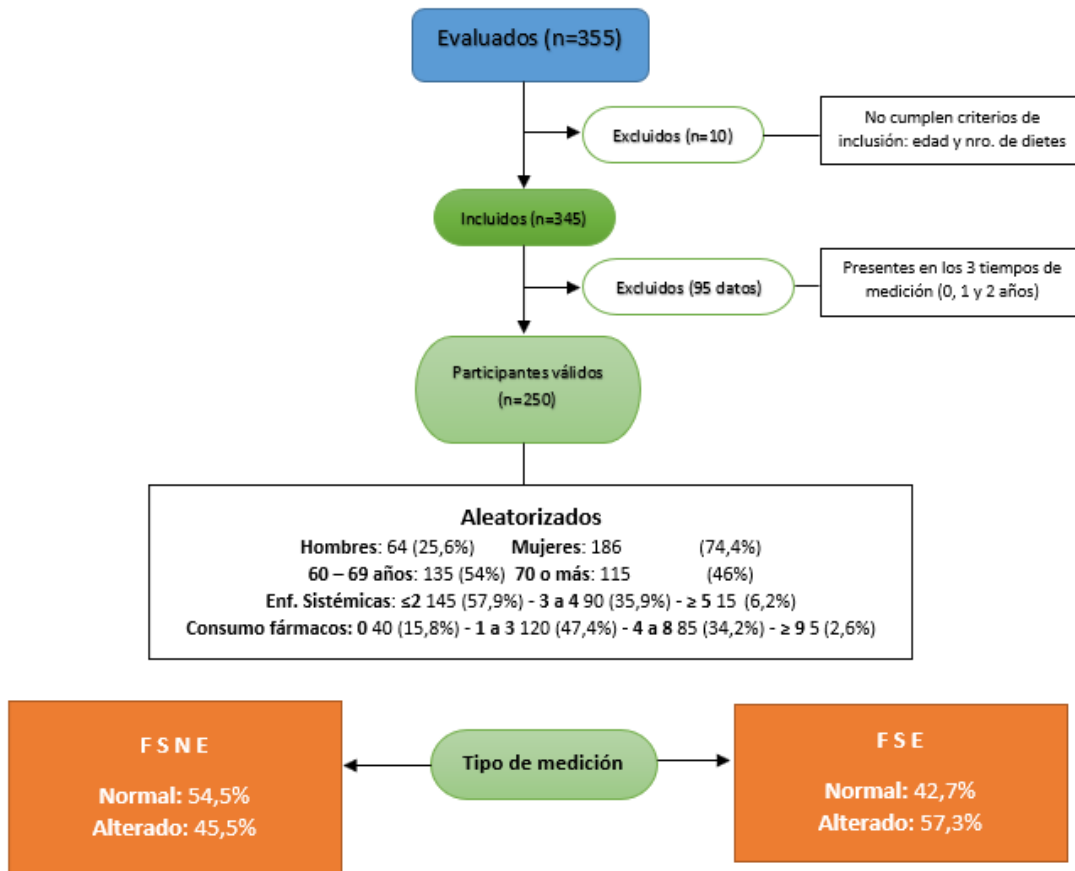 Evaluados (n=355)
Excluidos (n=10)
No cumplen criterios de
inclusión: edad y nro. de dietes
Incluidos (n=345)
Excluidos (95 datos)
Presentes en los 3 tiempos de
medición (0, 1 y 2 años)
Participantes válidos
(n=250)
Aleatorizados
Hombres: 64 (25,6%) Mujeres: 186 (74,4%)
60 – 69 años: 135 (54%) 70 o más: 115 (46%)
Enf. Sistémicas: ≤2 145 (57,9%) - 3 a 4 90 (35,9%) - ≥ 5 15 (6,2%)
Consumo fármacos: 0 40 (15,8%) - 1 a 3 120 (47,4%) - 4 a 8 85 (34,2%) - ≥ 9 5 (2,6%)
F S N E
Normal: 54,5%
Alterado: 45,5%
Tipo de medición
F S E
Normal: 42,7%
Alterado: 57,3%